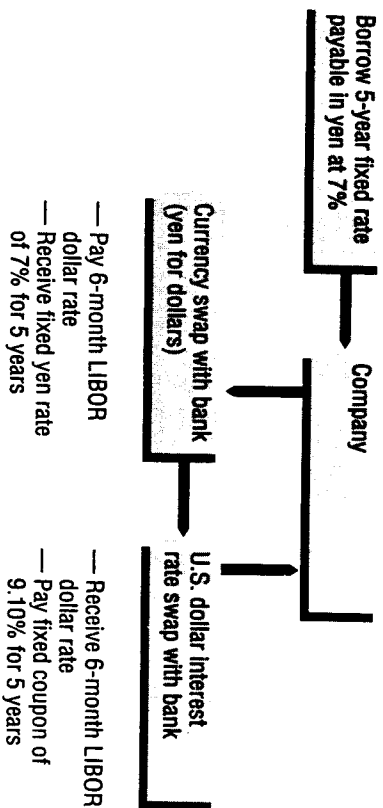 Borrow 5-year fixed rate
payable in yen at 7%
Company
Currency swap with bank
(yen for dollars)
— Pay 6-month LIBOR
dollar rate
— Receive fixed yen rate
of 7% for 5 years
U.S. dollar interest
rate swap with bank
— Receive 6-month LIBOR
dollar rate
— Pay fixed coupon of
9.10% for 5 years